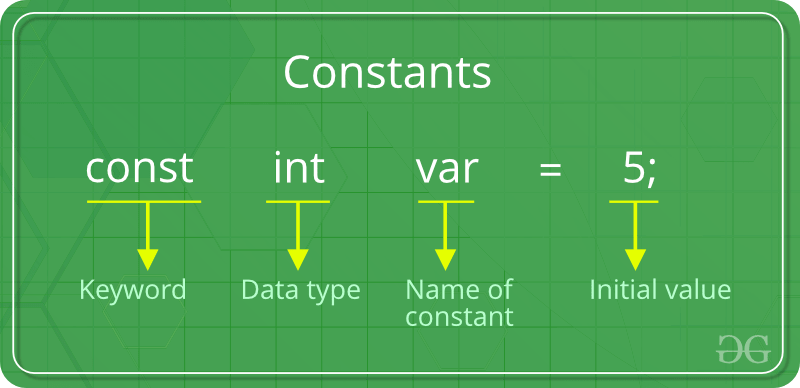 Constants
const int var = 5;
Keyword Data type Name of constant Initial value